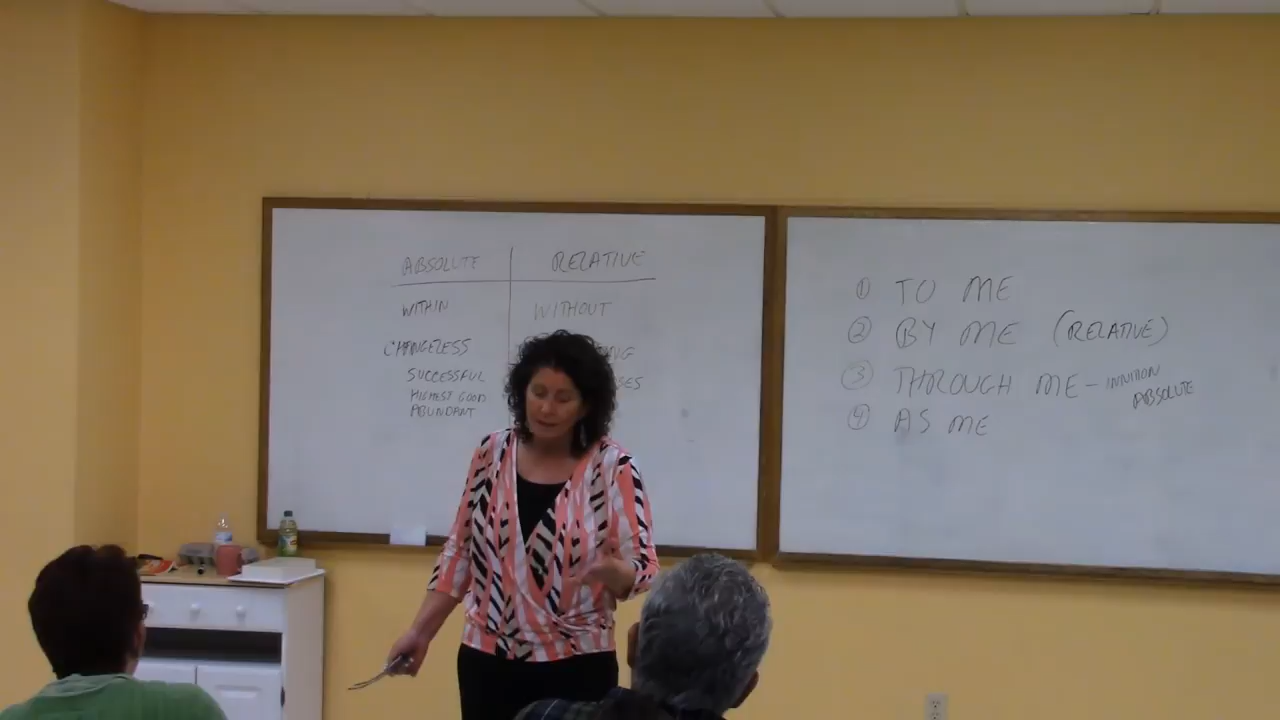 ABSOLUTE RELATIVE
WITHIN WITHOUT
CHANGELESS
SUCCESSFUL
HIGHEST GOOD
ABUNDANT
① TO ME
② BY ME (RELATIVE)
③ THROUGH ME –
ABSOLUTE
④ AS ME